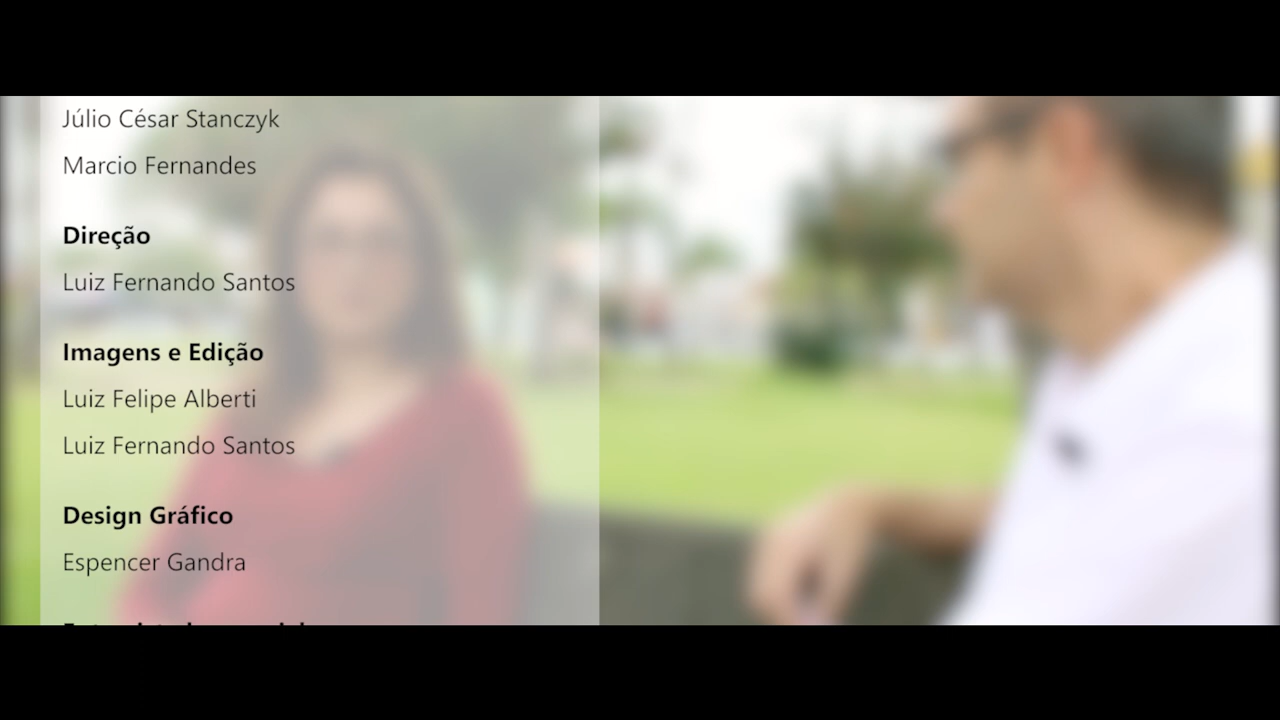 Júlio César Stanczyk
Marcio Fernandes
Direção
Luiz Fernando Santos
Imagens e Edição
Luiz Felipe Alberti
Luiz Fernando Santos
Design Gráfico
Espencer Gandra